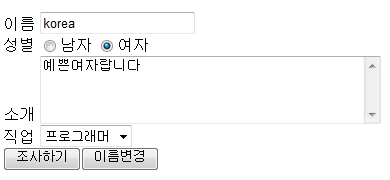 이름 korea
성별 남자 여자
예쁜여자랍니다
소개
직업 프로그래머
조사하기 이름변경